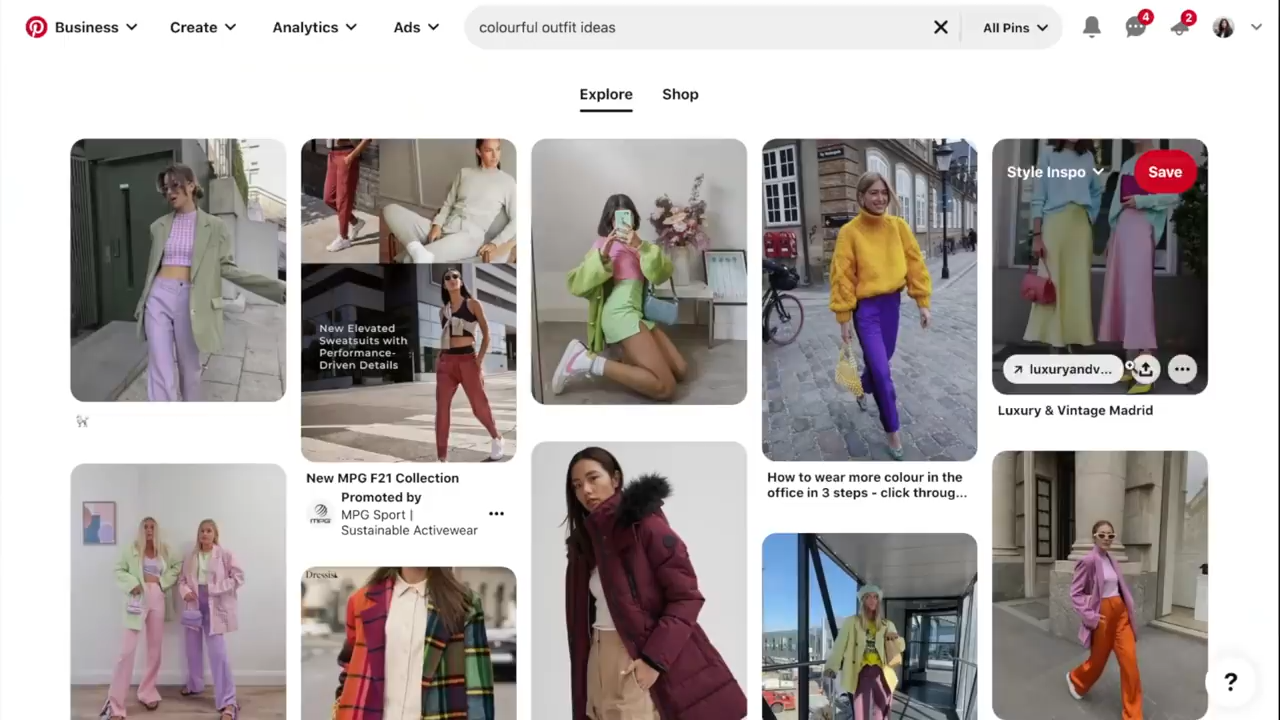 Business
Create
Analytics
Ads
colourful outfit ideas
All Pins
4
2
Explore
Shop
New Elevated
Sweatsuits with
Performance-
Driven Details
Style Inspo
Save
luxuryandv...
Luxury & Vintage Madrid
New MPG F21 Collection
Promoted by
MPG Sport |
Sustainable Activewear
MPG
How to wear more colour in the
office in 3 steps - click throug...
Dressist
?